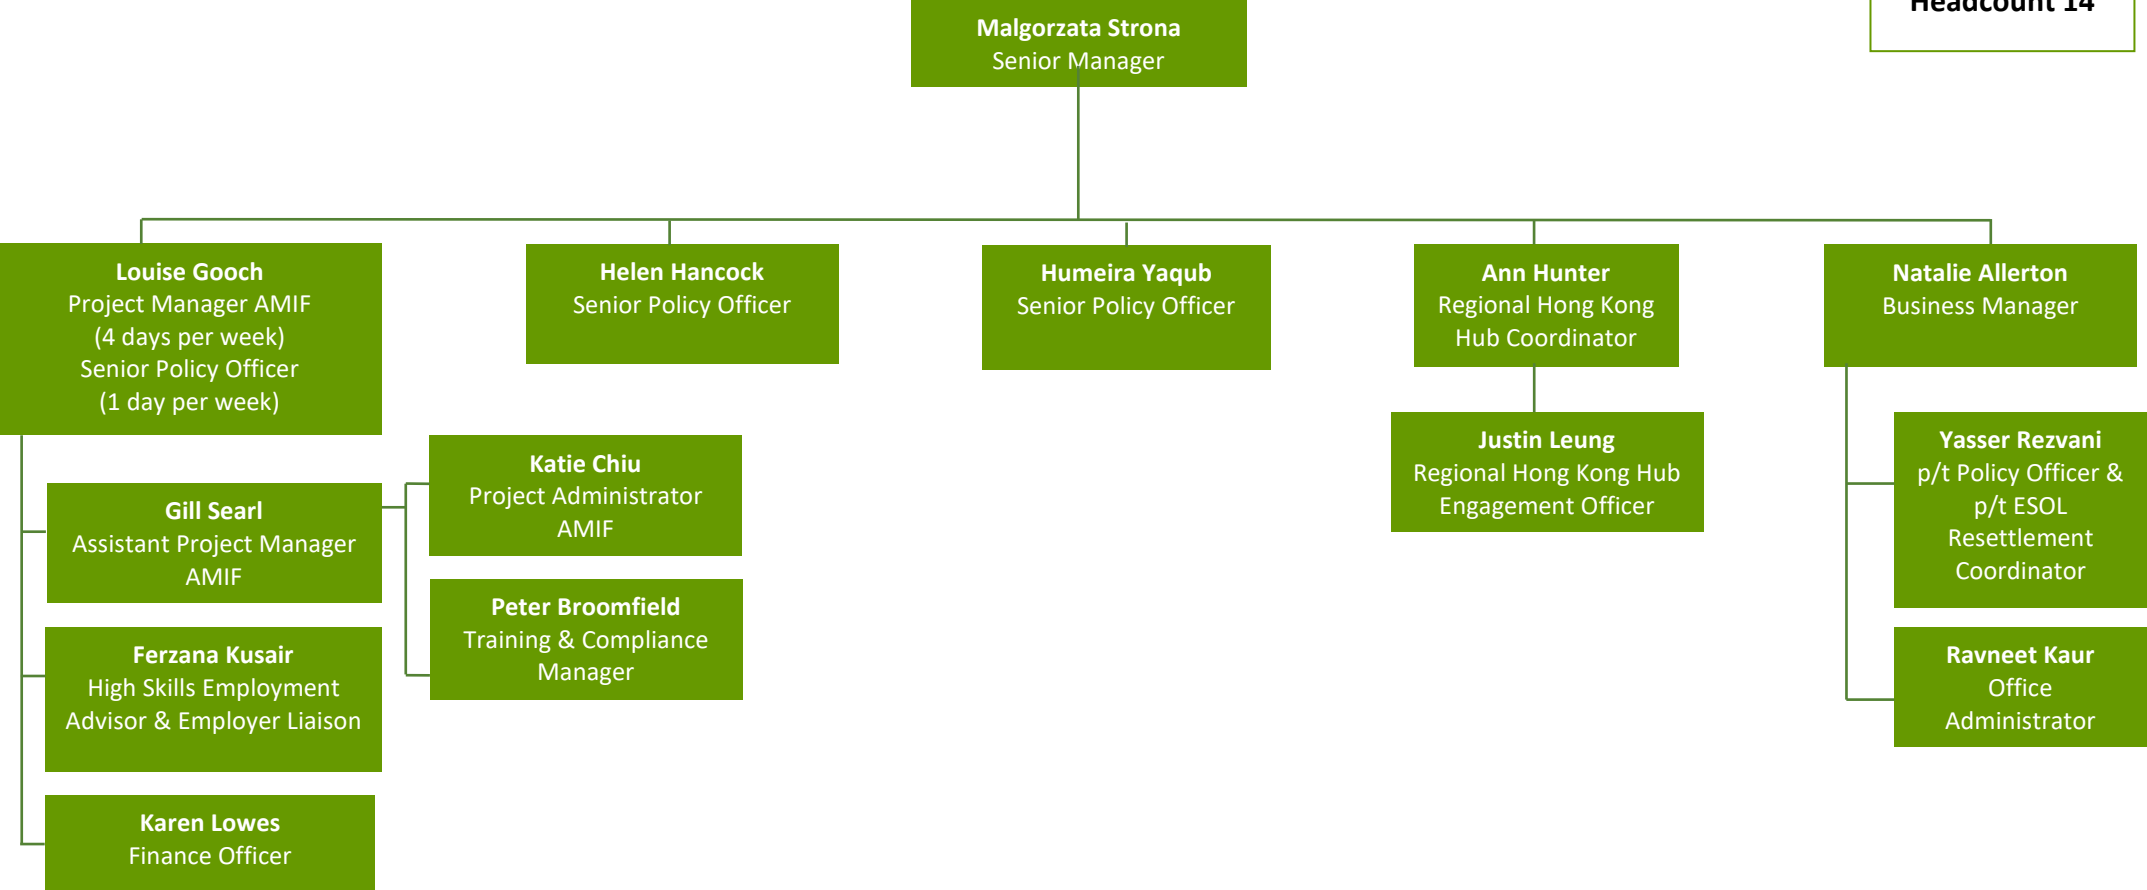 Headcount 14
Malgorzata Strona
Senior Manager
Louise Gooch
Project Manager AMIF
(4 days per week)
Senior Policy Officer
(1 day per week)
Helen Hancock
Senior Policy Officer
Humeira Yaqub
Senior Policy Officer
Ann Hunter
Regional Hong Kong
Hub Coordinator
Natalie Allerton
Business Manager
Gill Searl
Assistant Project Manager
AMIF
Katie Chiu
Project Administrator
AMIF
Peter Broomfield
Training & Compliance
Manager
Ferzana Kusair
High Skills Employment
Advisor & Employer Liaison
Karen Lowes
Finance Officer
Justin Leung
Regional Hong Kong Hub
Engagement Officer
Yasser Rezvani
p/t Policy Officer &
p/t ESOL
Resettlement
Coordinator
Ravneet Kaur
Office
Administrator